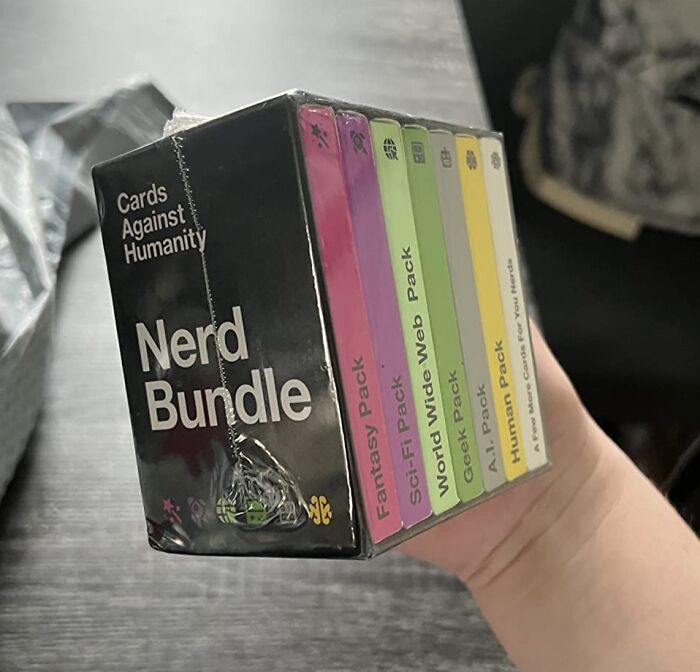 Cards
Against
Humanity
Nerd
Bundle
Fantasy Pack
Sci-Fi Pack
World Wide Web Pack
Geek Pack
A.I. Pack
Human Pack
A Few More Cards For You Nerds